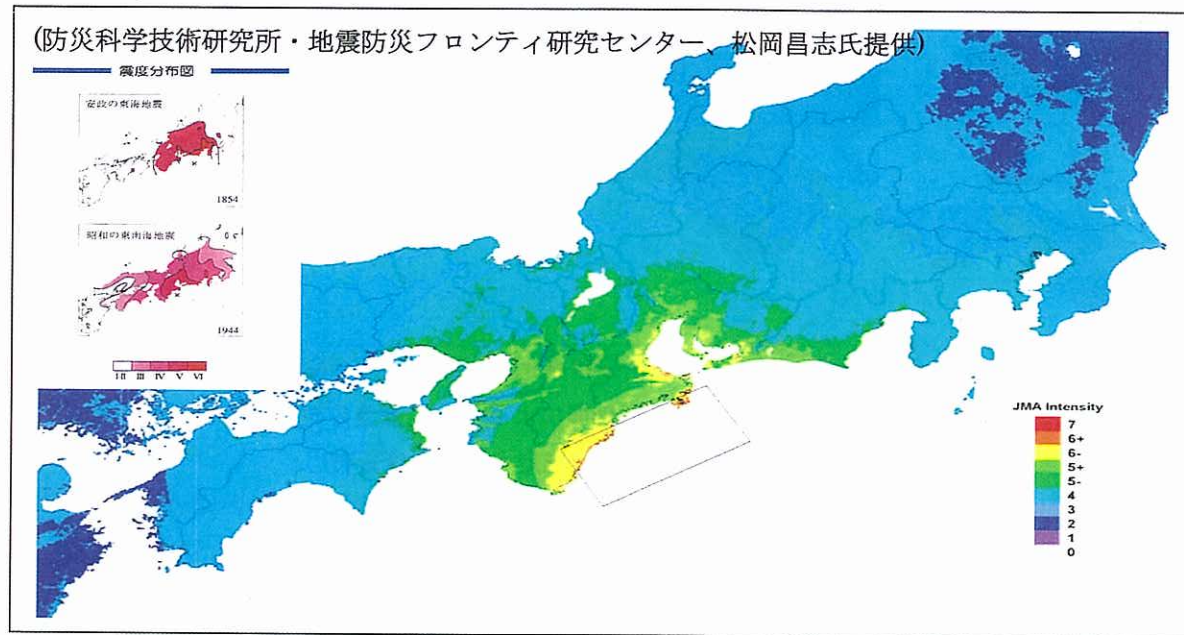 (防災科学技術研究所・地震防災フロンティ研究センター、松岡昌志氏提供)
震度分布図
安政の東海地震
1854
昭和の東南海地震
1944
I-II III IV V VI
JMA Intensity
7
6+
6-
5+
5-
4
3
2
1
0